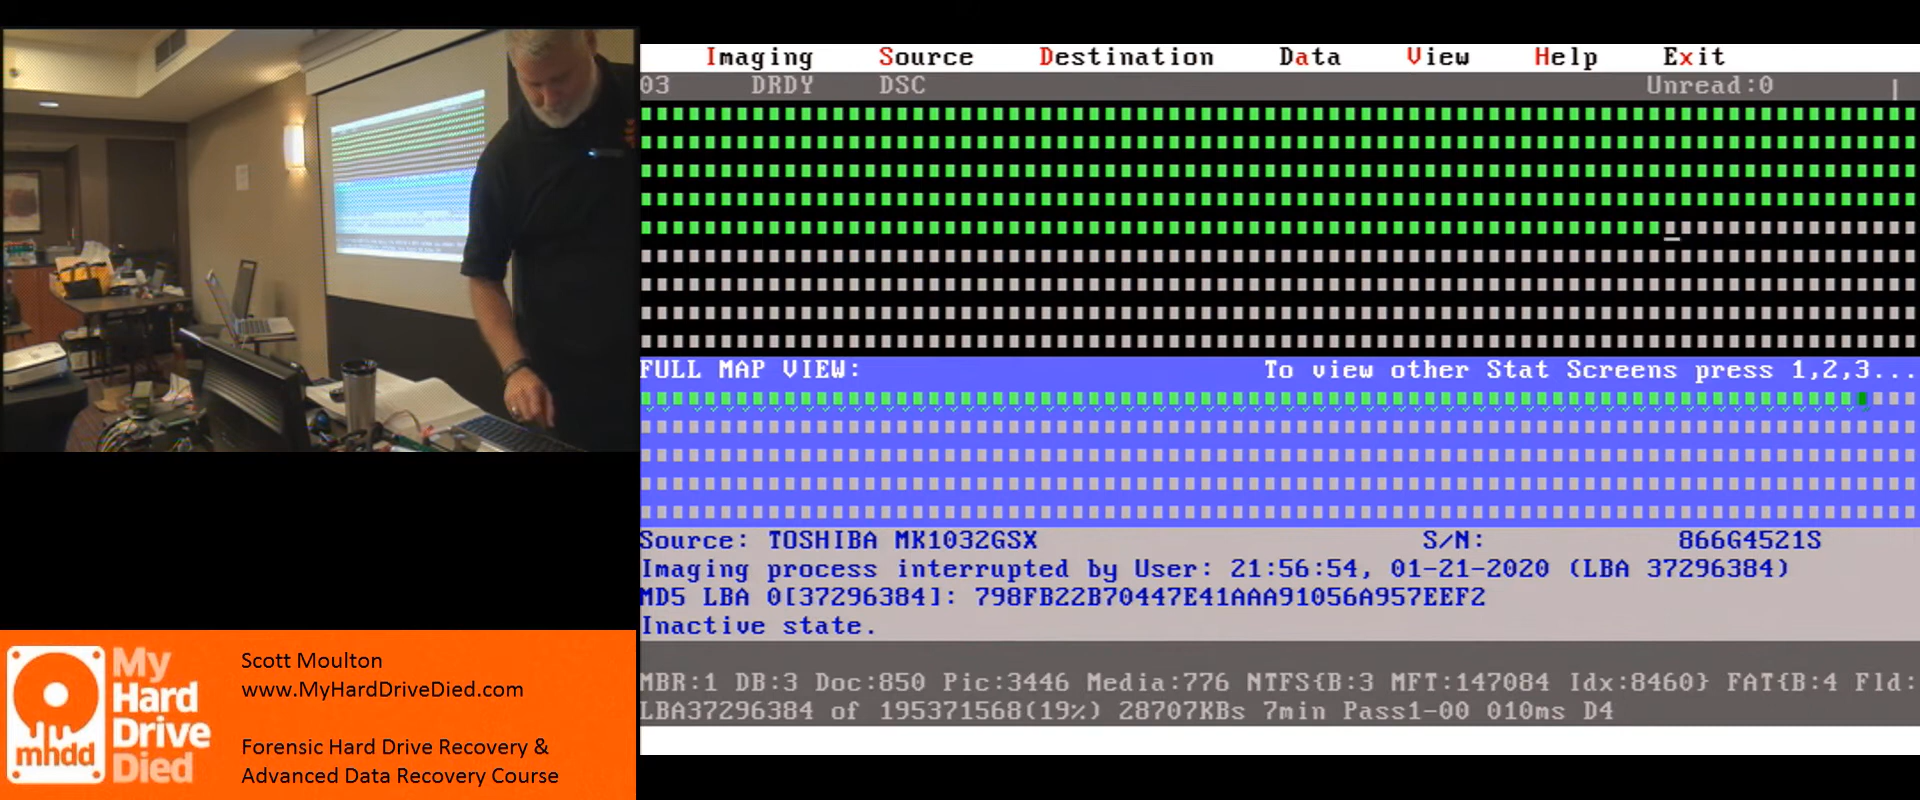 Imaging Source Destination Data View Help Exit
03 DRDY DSC Unread:0
FULL MAP VIEW: To view other Stat Screens press 1,2,3...
Source: TOSHIBA MK1032GSX S/N: 866G4521S
Imaging process interrupted by User: 21:56:54, 01-21-2020 (LBA 37296384)
MD5 LBA 0[37296384]: 798FB22B70447E41AAA91056A957EEF2
Inactive state.
MBR:1 DB:3 Doc:850 Pic:3446 Media:776 NTFS{B:3 MFT:147084 Idx:8460} FAT{B:4 Fld:
LBA37296384 of 195371568(19%) 28707KBs 7min Pass1-00 010ms D4
mhdd
My
Hard
Drive
Died
Scott Moulton
www.MyHardDriveDied.com
Forensic Hard Drive Recovery &
Advanced Data Recovery Course